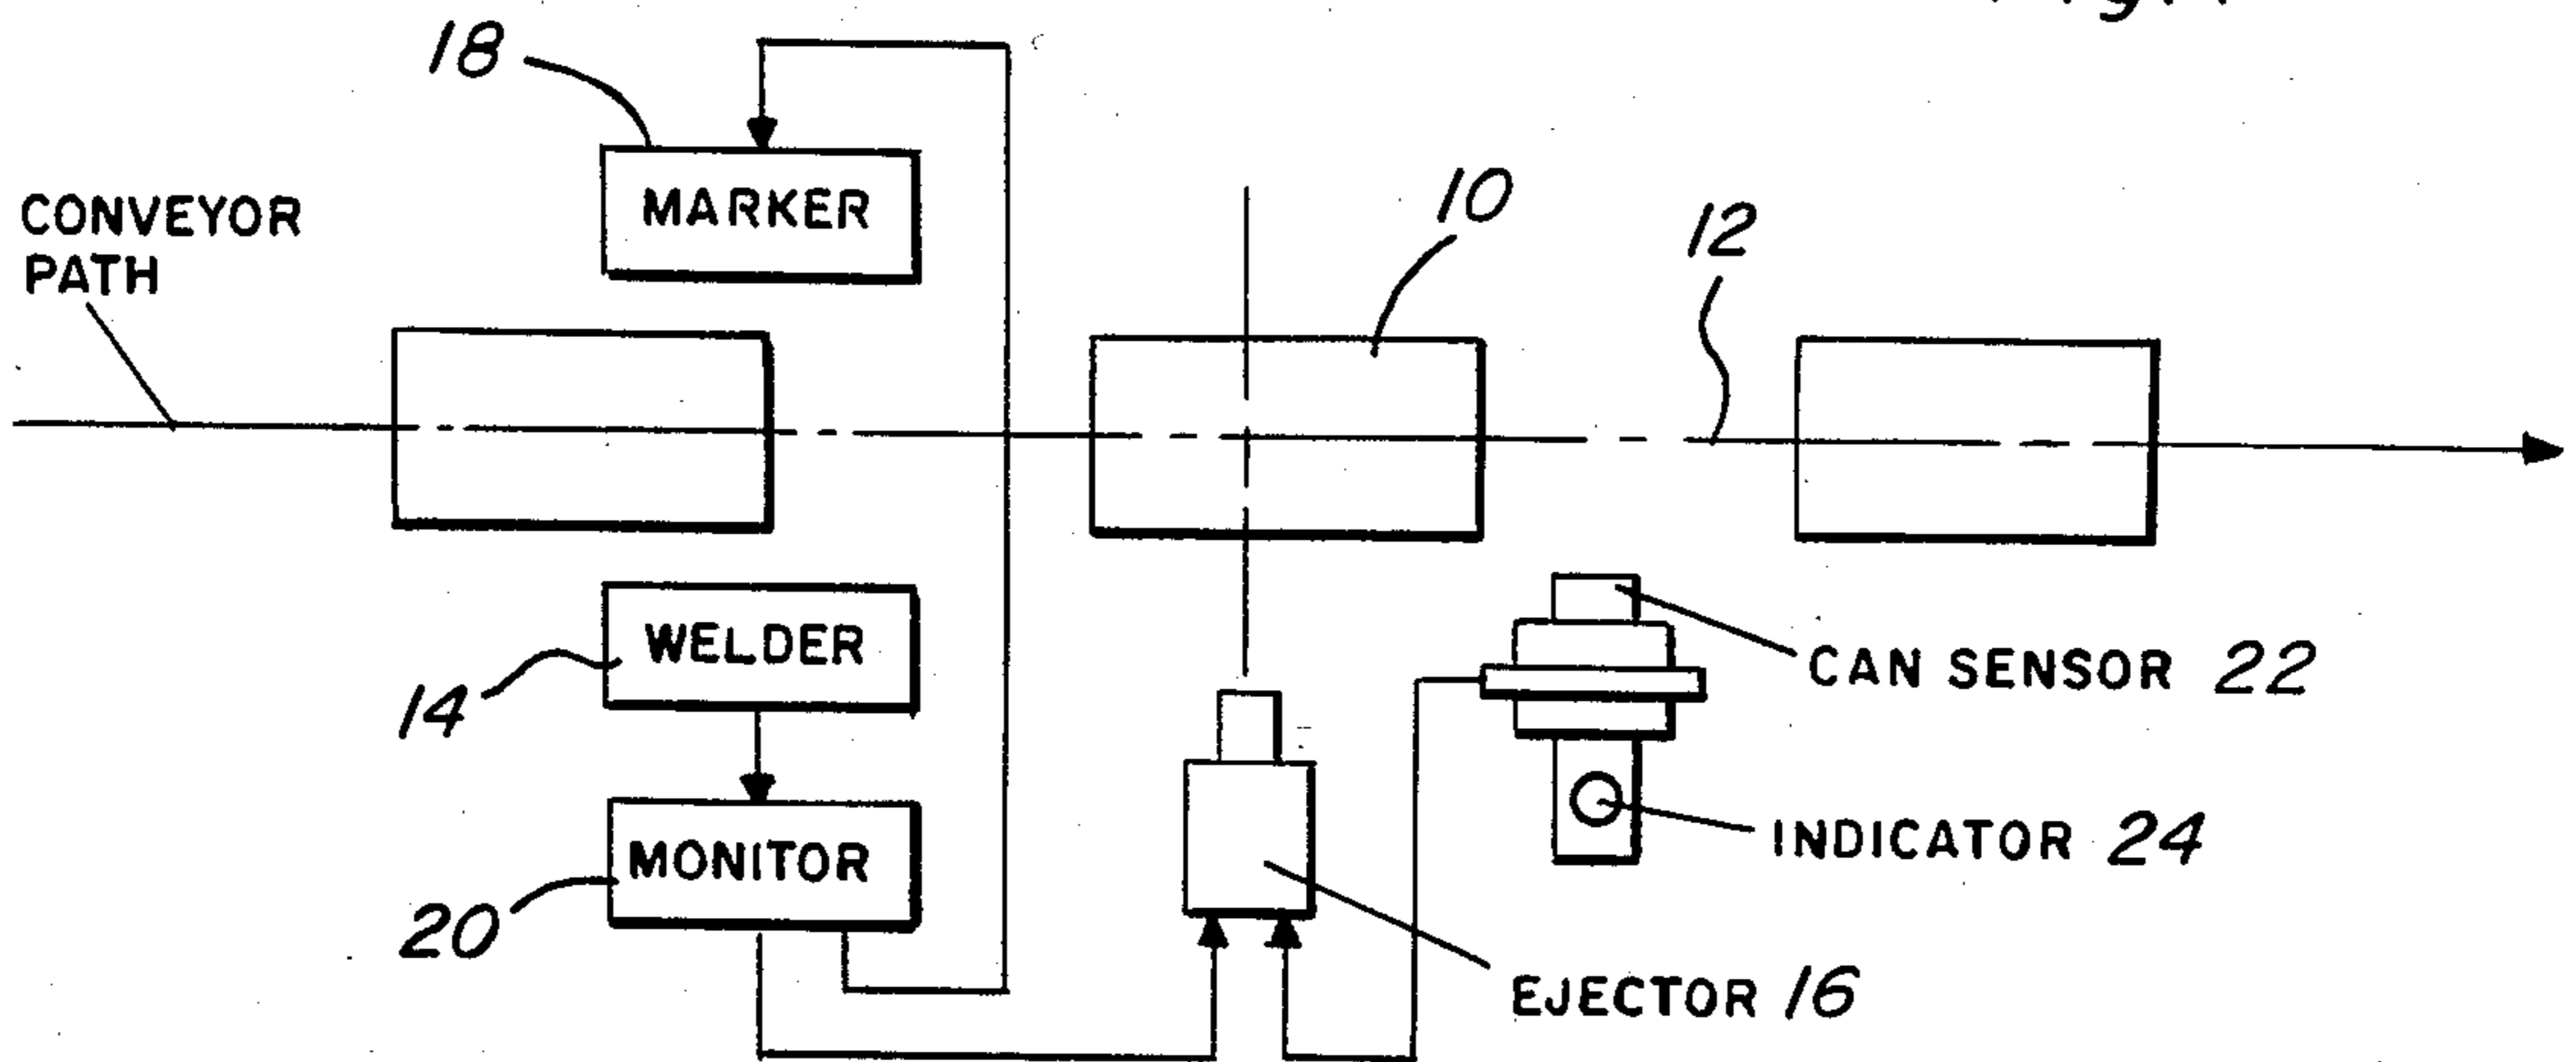 18
MARKER
CONVEYOR
PATH
10
12
WELDER
14
CAN SENSOR 22
MONITOR
20
INDICATOR 24
EJECTOR 16